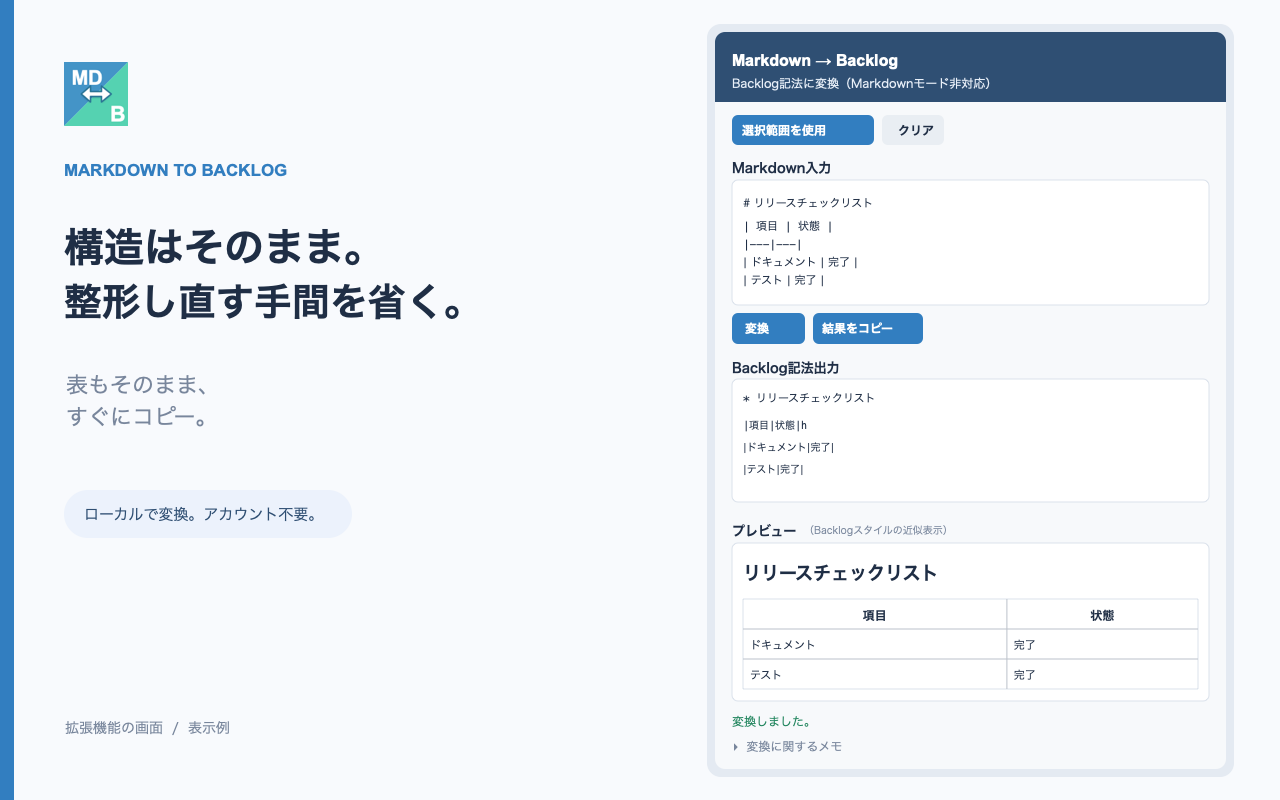 MD
B
MARKDOWN TO BACKLOG
構造はそのまま。
整形し直す手間を省く。
表もそのまま、
すぐにコピー。
ローカルで変換。アカウント不要。
拡張機能の画面 / 表示例
Markdown → Backlog
Backlog記法に変換（Markdownモード非対応）
選択範囲を使用 クリア
Markdown入力
# リリースチェックリスト
| 項目 | 状態 |
|---|---|
| ドキュメント | 完了 |
| テスト | 完了 |
変換 結果をコピー
Backlog記法出力
* リリースチェックリスト
|項目|状態|h
|ドキュメント|完了|
|テスト|完了|
プレビュー （Backlogスタイルの近似表示）
リリースチェックリスト
項目 状態
ドキュメント 完了
テスト 完了
変換しました。
変換に関するメモ